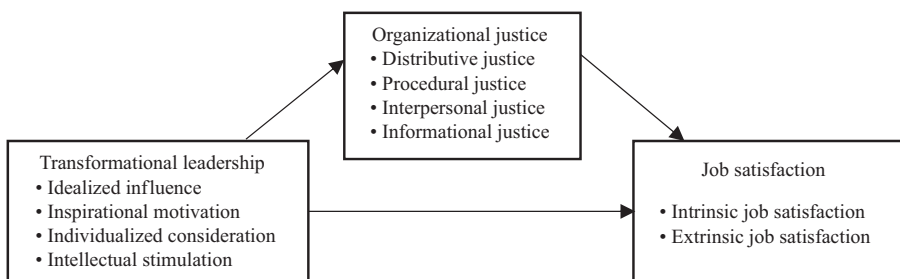 Organizational justice
• Distributive justice
• Procedural justice
• Interpersonal justice
• Informational justice
Transformational leadership
• Idealized influence
• Inspirational motivation
• Individualized consideration
• Intellectual stimulation
Job satisfaction
• Intrinsic job satisfaction
• Extrinsic job satisfaction